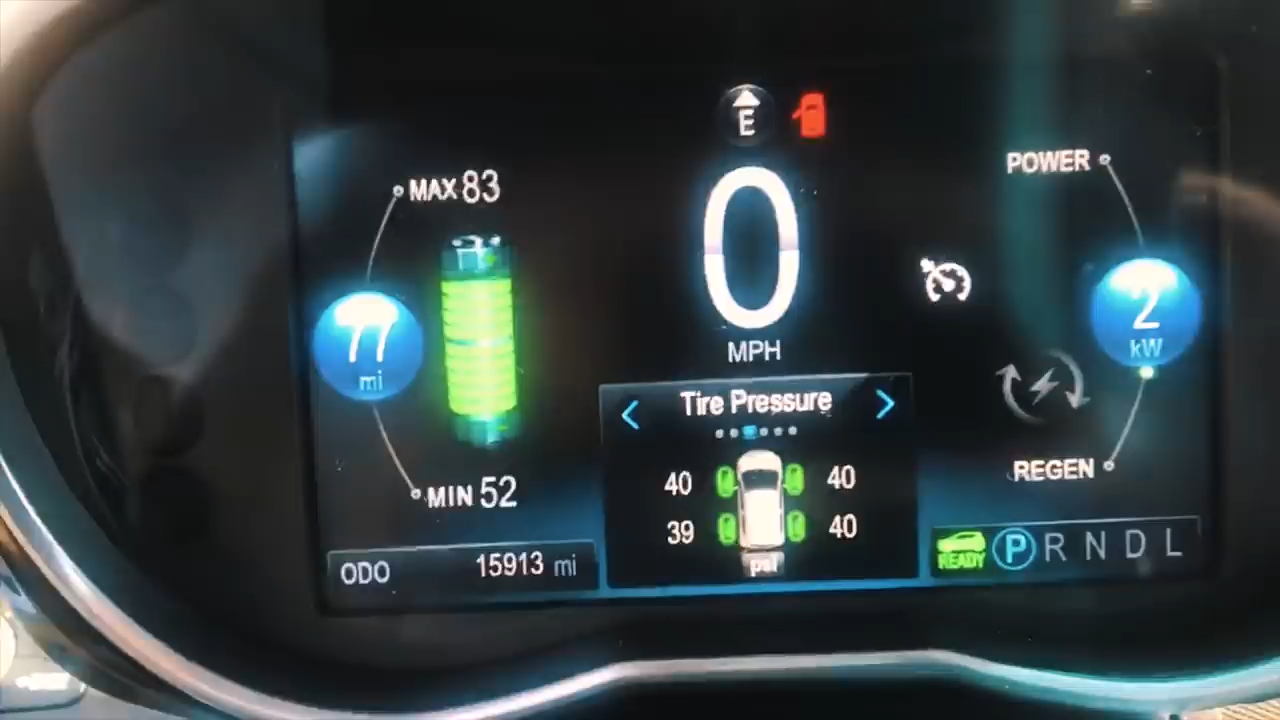 E
MAX 83
0
MPH
77
mi
MIN 52
ODO 15913 mi
Tire Pressure
40 40
39 40
psi
POWER
2
kW
REGEN
READY P R N D L